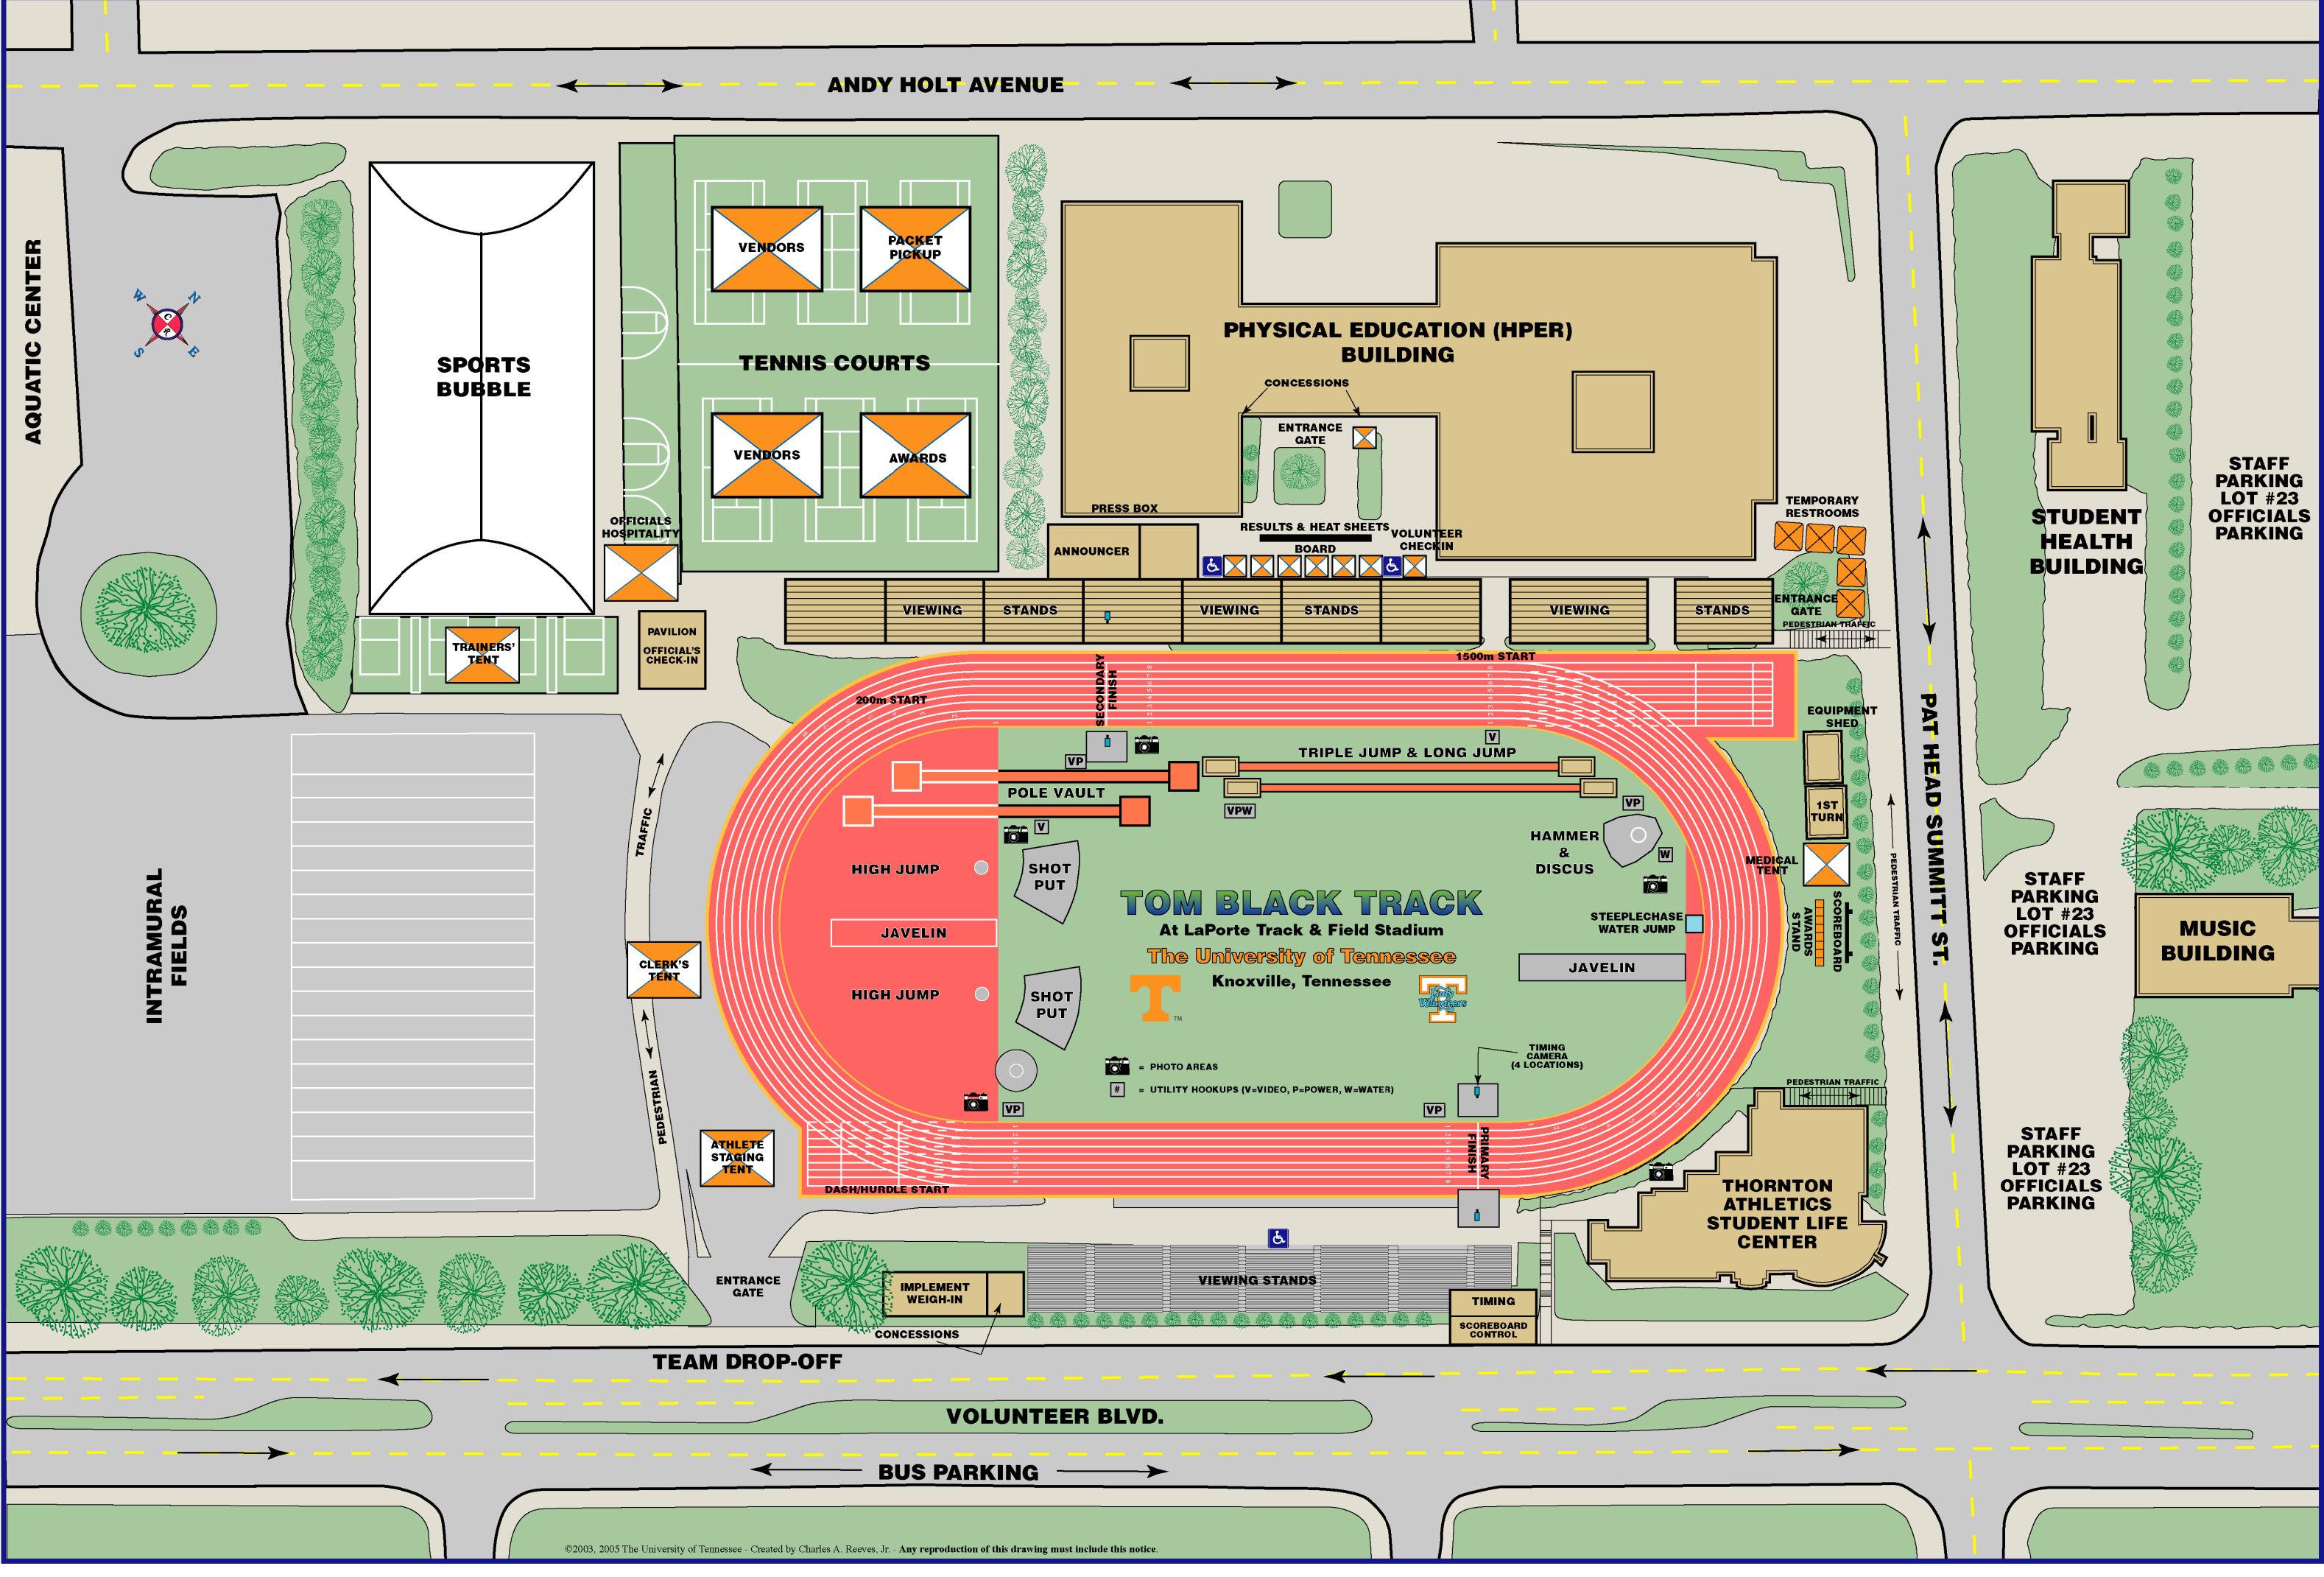 ANDY HOLT AVENUE
AQUATIC CENTER
W
N
S
E
C
R
SPORTS
BUBBLE
VENDORS
PACKET
PICKUP
TENNIS COURTS
VENDORS
AWARDS
PHYSICAL EDUCATION (HPER)
BUILDING
CONCESSIONS
ENTRANCE
GATE
PRESS BOX
ANNOUNCER
RESULTS & HEAT SHEETS
BOARD
VOLUNTEER
CHECKIN
TEMPORARY
RESTROOMS
ENTRANCE
GATE
PEDESTRIAN TRAFFIC
STUDENT
HEALTH
BUILDING
STAFF
PARKING
LOT #23
OFFICIALS
PARKING
OFFICIALS
HOSPITALITY
PAVILION
OFFICIAL'S
CHECK-IN
TRAINERS'
TENT
VIEWING
STANDS
VIEWING
STANDS
VIEWING
STANDS
1500m START
200m START
SECONDARY
FINISH
VP
V
TRIPLE JUMP & LONG JUMP
POLE VAULT
VPW
VP
V
HAMMER
&
DISCUS
W
EQUIPMENT
SHED
1ST
TURN
MEDICAL
TENT
SCOREBOARD
AWARDS
STAND
PEDESTRIAN TRAFFIC
PAT HEAD SUMMITT ST.
HIGH JUMP
SHOT
PUT
JAVELIN
HIGH JUMP
SHOT
PUT
TOM BLACK TRACK
At LaPorte Track & Field Stadium
The University of Tennessee
Knoxville, Tennessee
T
TM
Lady
Volunteers
STEEPLECHASE
WATER JUMP
JAVELIN
TIMING
CAMERA
(4 LOCATIONS)
= PHOTO AREAS
#
= UTILITY HOOKUPS (V=VIDEO, P=POWER, W=WATER)
VP
VP
PRIMARY
FINISH
DASH/HURDLE START
INTRAMURAL
FIELDS
TRAFFIC
CLERK'S
TENT
PEDESTRIAN
ATHLETE
STAGING
TENT
STAFF
PARKING
LOT #23
OFFICIALS
PARKING
MUSIC
BUILDING
PEDESTRIAN TRAFFIC
THORNTON
ATHLETICS
STUDENT LIFE
CENTER
STAFF
PARKING
LOT #23
OFFICIALS
PARKING
ENTRANCE
GATE
IMPLEMENT
WEIGH-IN
CONCESSIONS
VIEWING STANDS
TIMING
SCOREBOARD
CONTROL
TEAM DROP-OFF
VOLUNTEER BLVD.
BUS PARKING
©2003, 2005 The University of Tennessee - Created by Charles A. Reeves, Jr. - Any reproduction of this drawing must include this notice.